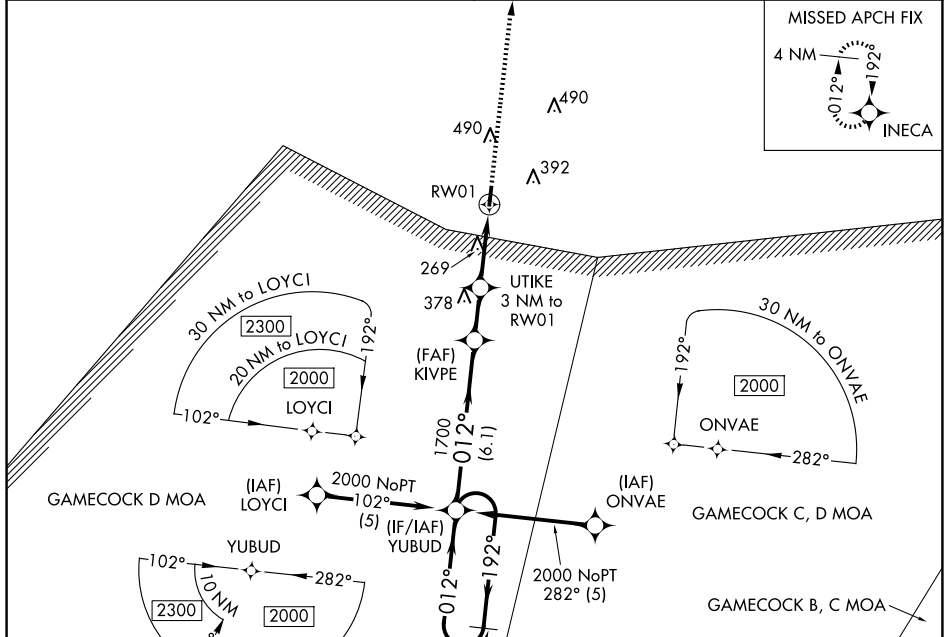 MISSED APCH FIX
4 NM
192°
012°
INECA
490
490
392
RW01
269
UTIKE
3 NM to
RW01
378
(FAF)
KIVPE
30 NM to LOYCI
2300
20 NM to LOYCI
192°
2000
LOYCI
102°
30 NM to ONVAE
192°
2000
ONVAE
282°
1700
012°
(6.1)
GAMECOCK D MOA
(IAF)
LOYCI
2000 NoPT
102°
(5)
(IF/IAF)
YUBUD
(IAF)
ONVAE
GAMECOCK C, D MOA
2000 NoPT
282° (5)
YUBUD
102°
282°
10 NM
2300
2000
012°
192°
GAMECOCK B, C MOA